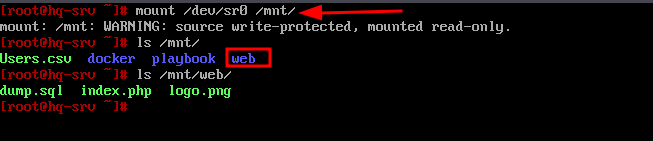 [root@hq-srv ~]# mount /dev/sr0 /mnt/
mount: /mnt: WARNING: source write-protected, mounted read-only.
[root@hq-srv ~]# ls /mnt/
Users.csv docker playbook web
[root@hq-srv ~]# ls /mnt/web/
dump.sql index.php logo.png
[root@hq-srv ~]#